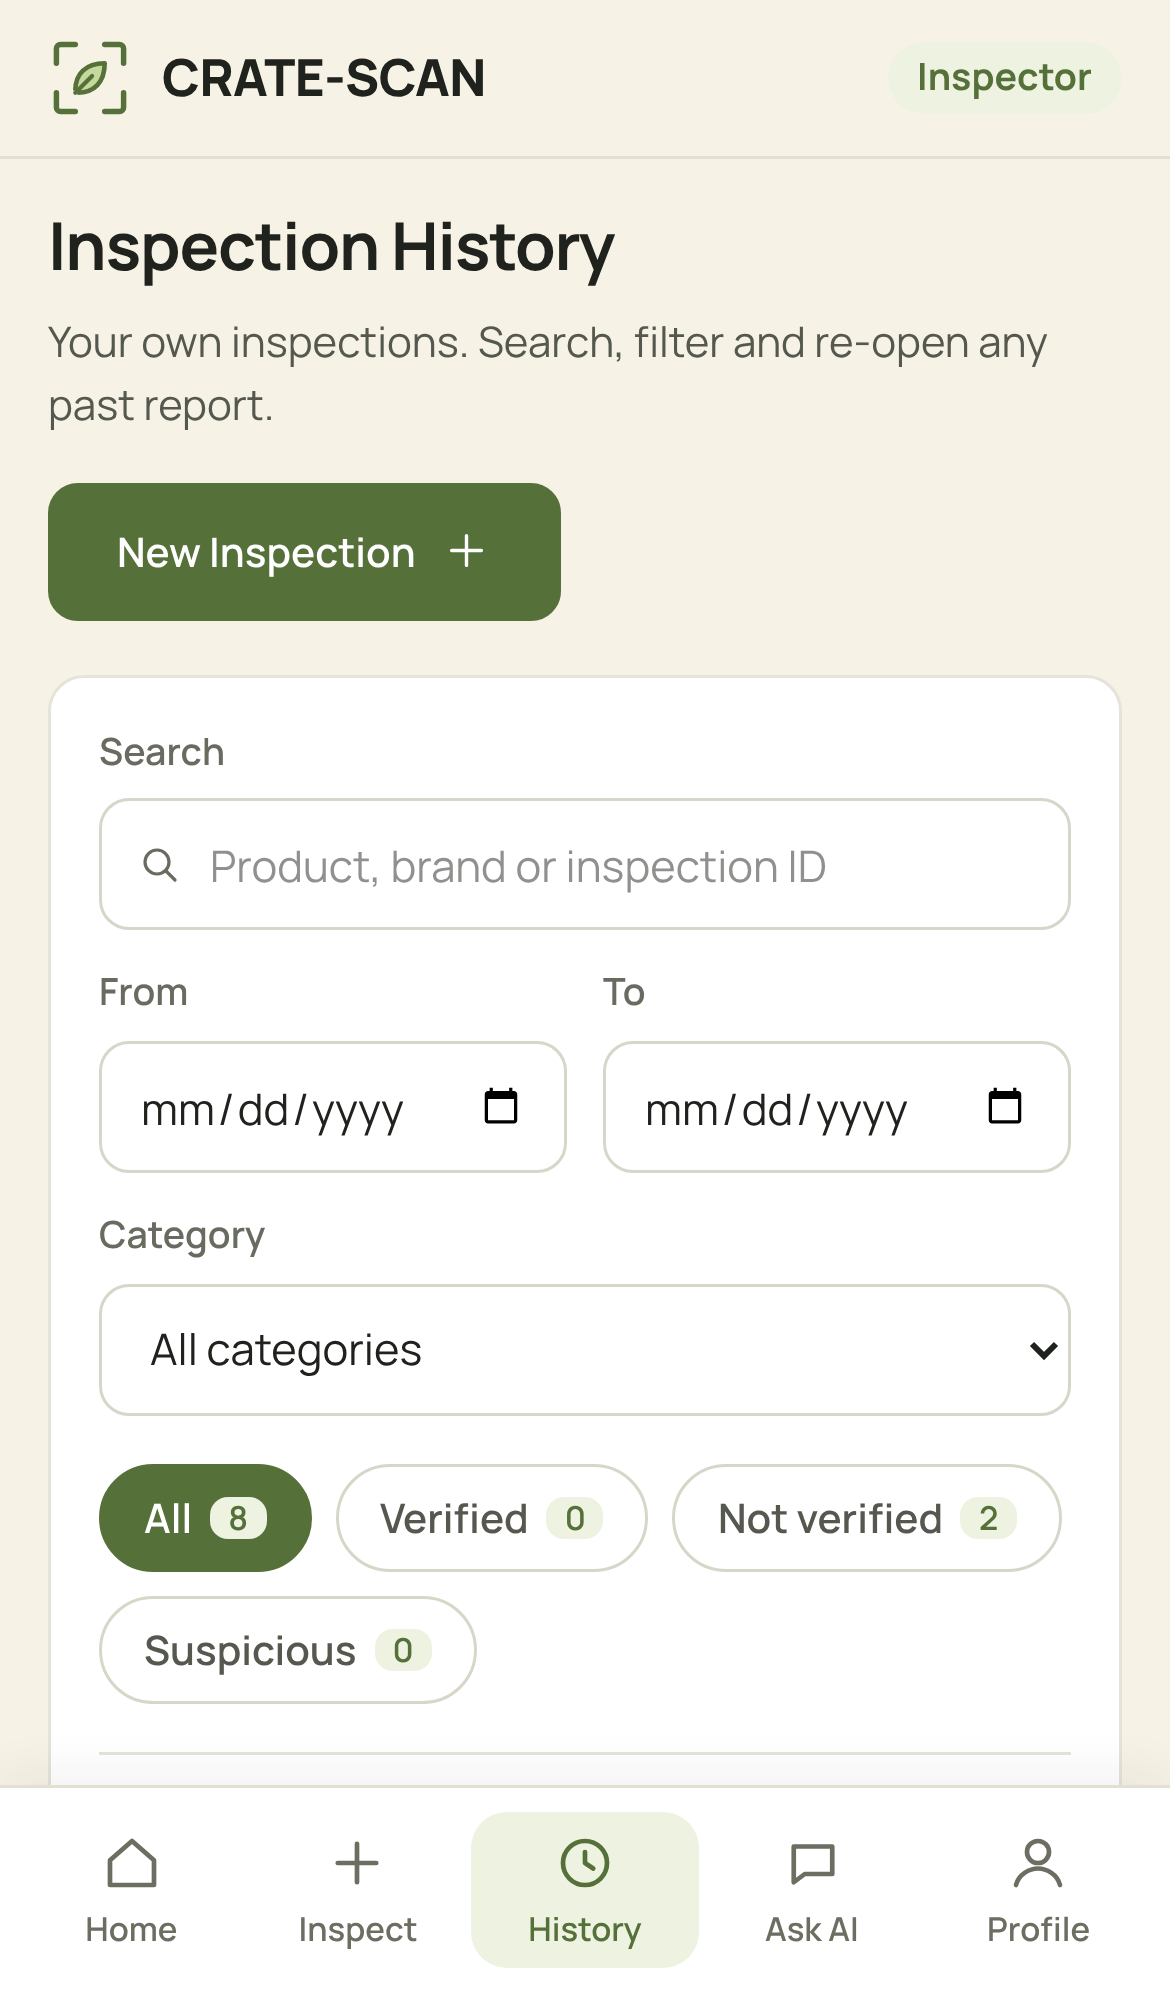 CRATE-SCAN
Inspector
Inspection History
Your own inspections. Search, filter and re-open any
past report.
New Inspection +
Search
Product, brand or inspection ID
From
To
mm/dd/yyyy
mm/dd/yyyy
Category
All categories
All 8
Verified 0
Not verified 2
Suspicious 0
Home
Inspect
History
Ask AI
Profile